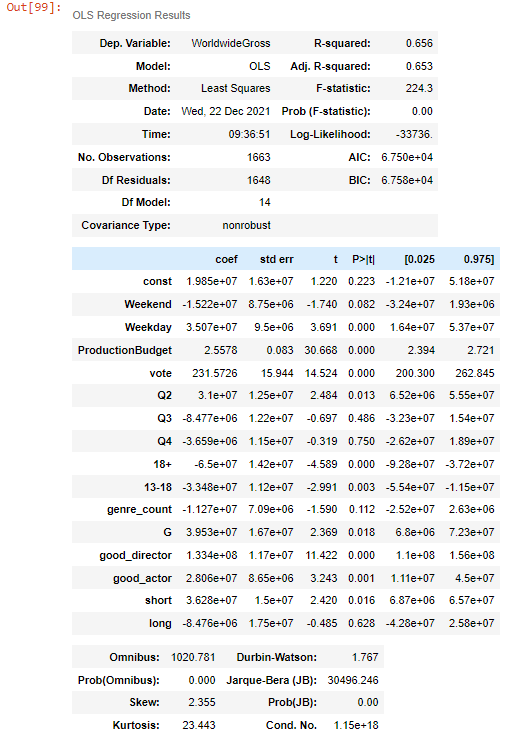 Out[99]:
OLS Regression Results
Dep. Variable: WorldwideGross R-squared: 0.656
Model: OLS Adj. R-squared: 0.653
Method: Least Squares F-statistic: 224.3
Date: Wed, 22 Dec 2021 Prob (F-statistic): 0.00
Time: 09:36:51 Log-Likelihood: -33736.
No. Observations: 1663 AIC: 6.750e+04
Df Residuals: 1648 BIC: 6.758e+04
Df Model: 14
Covariance Type: nonrobust
coef std err t P>|t| [0.025 0.975]
const 1.985e+07 1.63e+07 1.220 0.223 -1.21e+07 5.18e+07
Weekend -1.522e+07 8.75e+06 -1.740 0.082 -3.24e+07 1.93e+06
Weekday 3.507e+07 9.5e+06 3.691 0.000 1.64e+07 5.37e+07
ProductionBudget 2.5578 0.083 30.668 0.000 2.394 2.721
vote 231.5726 15.944 14.524 0.000 200.300 262.845
Q2 3.1e+07 1.25e+07 2.484 0.013 6.52e+06 5.55e+07
Q3 -8.477e+06 1.22e+07 -0.697 0.486 -3.23e+07 1.54e+07
Q4 -3.659e+06 1.15e+07 -0.319 0.750 -2.62e+07 1.89e+07
18+ -6.5e+07 1.42e+07 -4.589 0.000 -9.28e+07 -3.72e+07
13-18 -3.348e+07 1.12e+07 -2.991 0.003 -5.54e+07 -1.15e+07
genre_count -1.127e+07 7.09e+06 -1.590 0.112 -2.52e+07 2.63e+06
G 3.953e+07 1.67e+07 2.369 0.018 6.8e+06 7.23e+07
good_director 1.334e+08 1.17e+07 11.422 0.000 1.1e+08 1.56e+08
good_actor 2.806e+07 8.65e+06 3.243 0.001 1.11e+07 4.5e+07
short 3.628e+07 1.5e+07 2.420 0.016 6.87e+06 6.57e+07
long -8.476e+06 1.75e+07 -0.485 0.628 -4.28e+07 2.58e+07
Omnibus: 1020.781 Durbin-Watson: 1.767
Prob(Omnibus): 0.000 Jarque-Bera (JB): 30496.246
Skew: 2.355 Prob(JB): 0.00
Kurtosis: 23.443 Cond. No. 1.15e+18